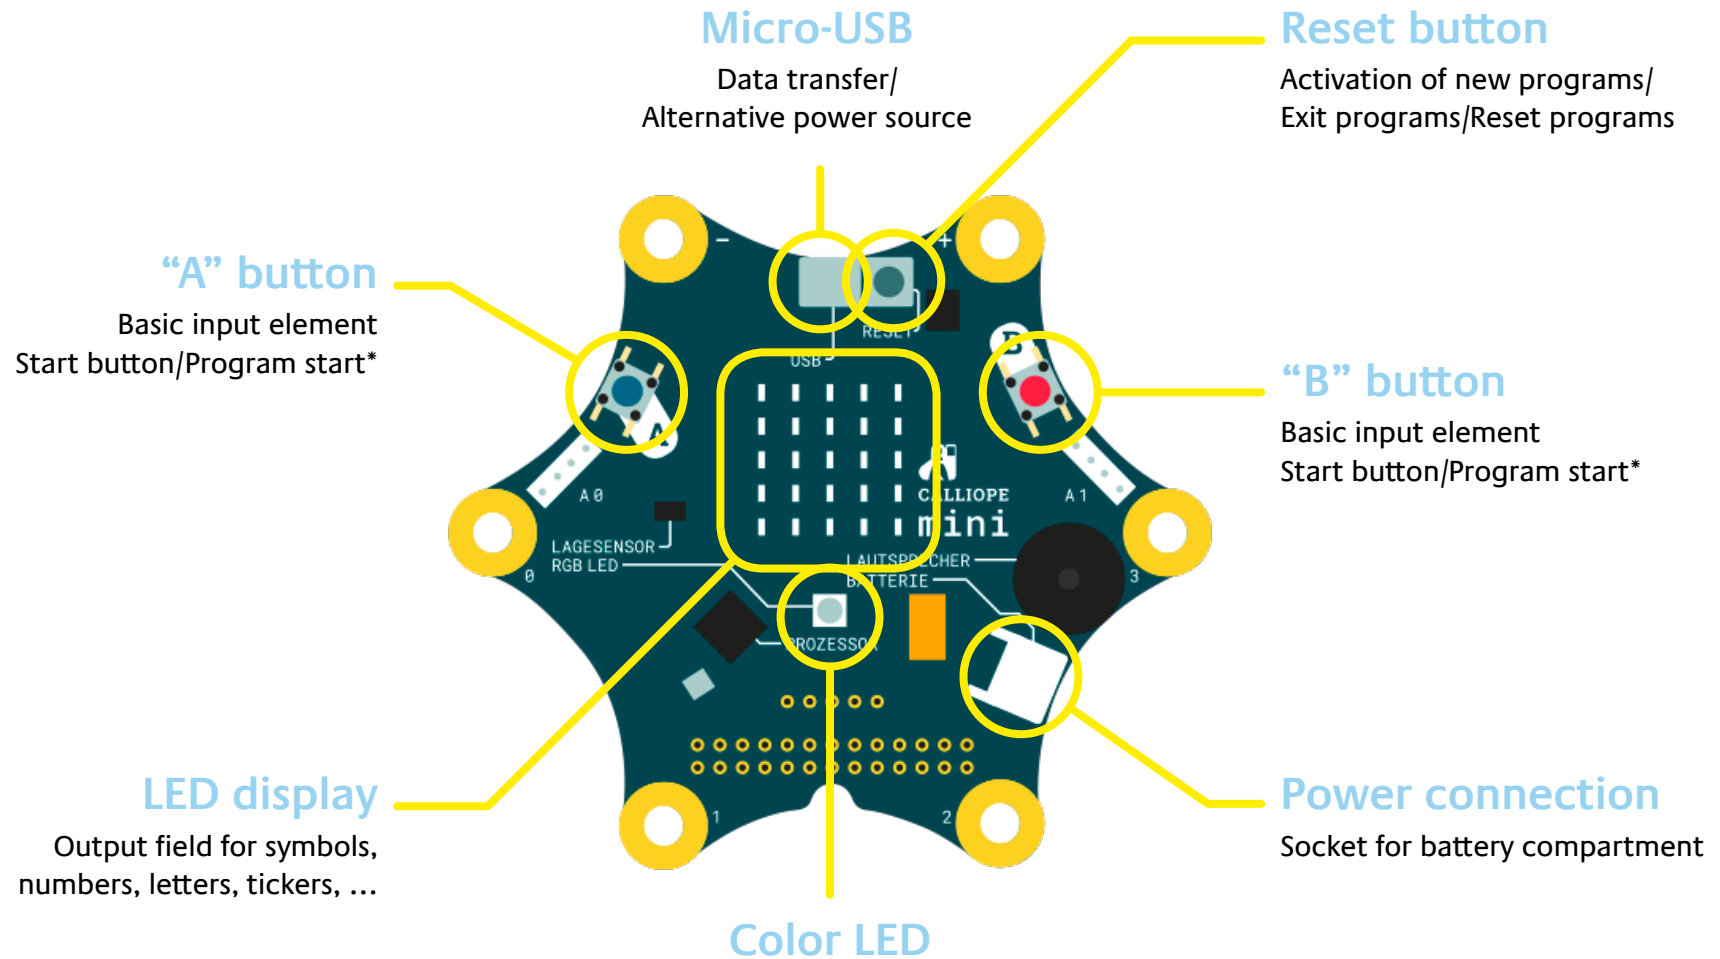 Micro-USB
Data transfer/
Alternative power source
Reset button
Activation of new programs/
Exit programs/Reset programs
“A” button
Basic input element
Start button/Program start*
“B” button
Basic input element
Start button/Program start*
−
+
RESET
USB
A
B
A0
A1
CALLIOPE
mini
LAGESENSOR
RGB LED
LAUTSPRECHER
BATTERIE
0
3
PROZESSOR
1
2
LED display
Output field for symbols,
numbers, letters, tickers, …
Power connection
Socket for battery compartment
Color LED